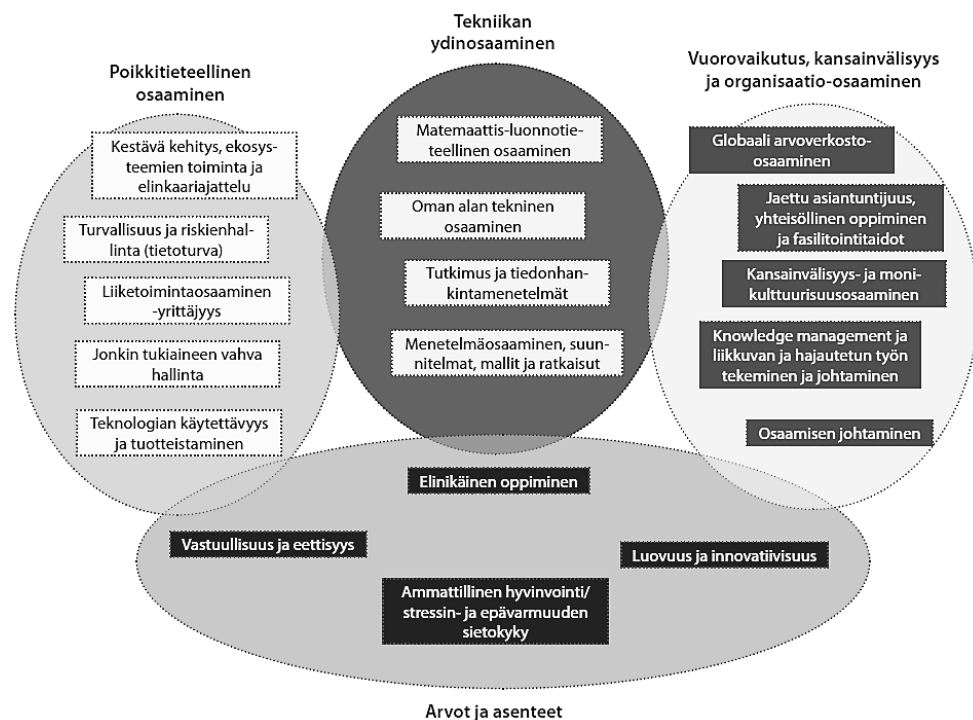 Tekniikan
ydinosaaminen
Poikkitieteellinen
osaaminen
Vuorovaikutus, kansainvälisyys
ja organisaatio-osaaminen
Kestävä kehitys, ekosys-
teemien toiminta ja
elinkaariajattelu
Turvallisuus ja riskienhal-
linta (tietoturva)
Liiketoimintaosaaminen
-yrittäjyys
Jonkin tukiaineen vahva
hallinta
Teknologian käytettävyys
ja tuotteistaminen
Matemaattis-luonnotie-
teellinen osaaminen
Oman alan tekninen
osaaminen
Tutkimus ja tiedonhan-
kintamenetelmät
Menetelmäosaaminen, suun-
nitelmat, mallit ja ratkaisut
Globaali arvoverkosto-
osaaminen
Jaettu asiantuntijuus,
yhteisöllinen oppiminen
ja fasilitointitaidot
Kansainvälisyys- ja moni-
kulttuurisuusosaaminen
Knowledge management ja
liikkuvan ja hajautetun työn
tekeminen ja johtaminen
Osaamisen johtaminen
Elinikäinen oppiminen
Vastuullisuus ja eettisyys
Luovuus ja innovatiivisuus
Ammattillinen hyvinvointi/
stressin- ja epävarmuuden
sietokyky
Arvot ja asenteet